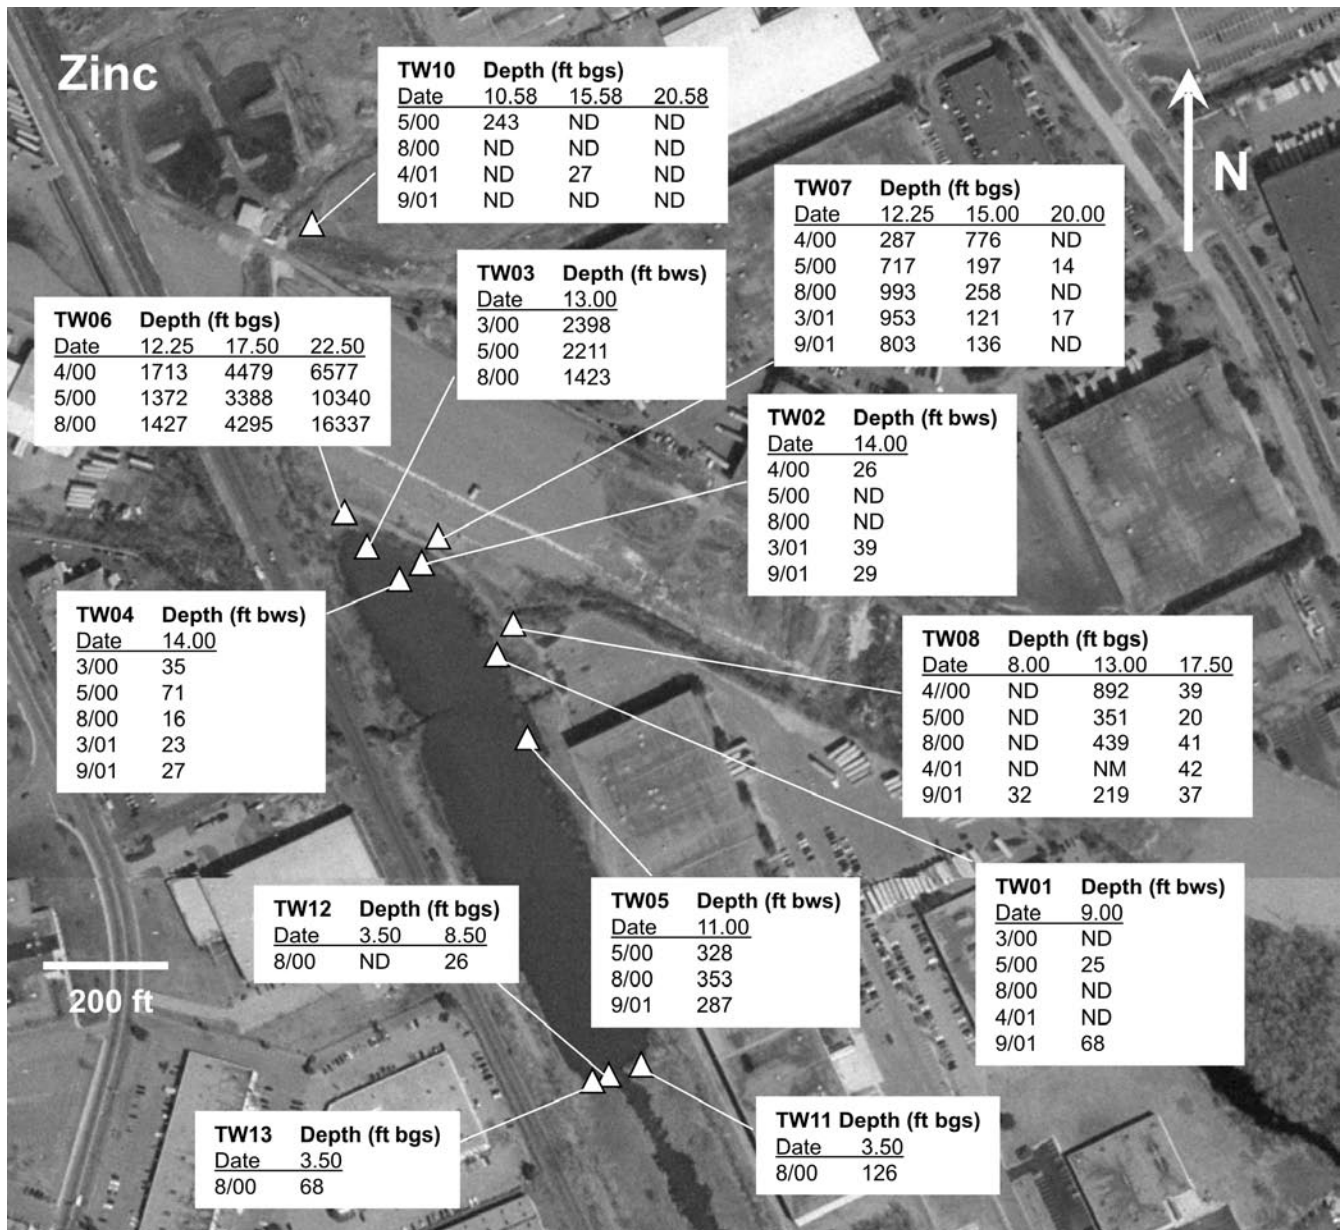 Zinc
TW10 Depth (ft bgs)
Date 10.58 15.58 20.58
5/00 243 ND ND
8/00 ND ND ND
4/01 ND 27 ND
9/01 ND ND ND
N
TW07 Depth (ft bgs)
Date 12.25 15.00 20.00
4/00 287 776 ND
5/00 717 197 14
8/00 993 258 ND
3/01 953 121 17
9/01 803 136 ND
TW03 Depth (ft bws)
Date 13.00
3/00 2398
5/00 2211
8/00 1423
TW06 Depth (ft bgs)
Date 12.25 17.50 22.50
4/00 1713 4479 6577
5/00 1372 3388 10340
8/00 1427 4295 16337
TW02 Depth (ft bws)
Date 14.00
4/00 26
5/00 ND
8/00 ND
3/01 39
9/01 29
TW04 Depth (ft bws)
Date 14.00
3/00 35
5/00 71
8/00 16
3/01 23
9/01 27
TW08 Depth (ft bgs)
Date 8.00 13.00 17.50
4//00 ND 892 39
5/00 ND 351 20
8/00 ND 439 41
4/01 ND NM 42
9/01 32 219 37
TW12 Depth (ft bgs)
Date 3.50 8.50
8/00 ND 26
TW05 Depth (ft bws)
Date 11.00
5/00 328
8/00 353
9/01 287
TW01 Depth (ft bws)
Date 9.00
3/00 ND
5/00 25
8/00 ND
4/01 ND
9/01 68
200 ft
TW13 Depth (ft bgs)
Date 3.50
8/00 68
TW11 Depth (ft bgs)
Date 3.50
8/00 126